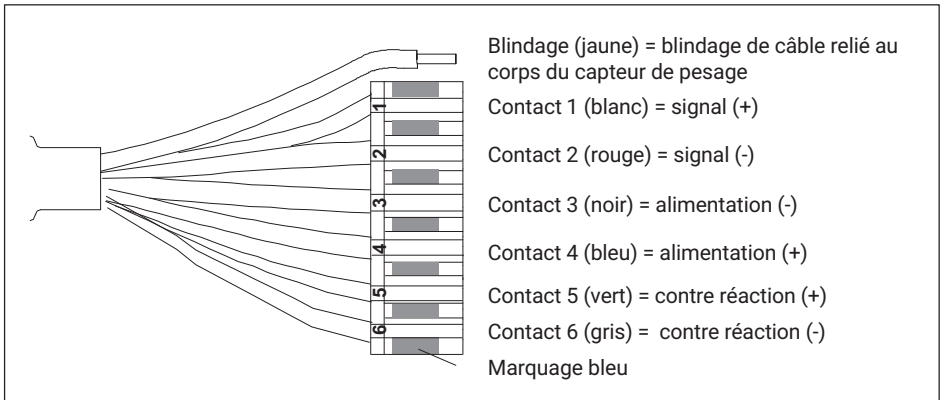 Blindage (jaune) = blindage de câble relié au
corps du capteur de pesage
1
Contact 1 (blanc) = signal (+)
2
Contact 2 (rouge) = signal (-)
3
Contact 3 (noir) = alimentation (-)
4
Contact 4 (bleu) = alimentation (+)
5
Contact 5 (vert) = contre réaction (+)
6
Contact 6 (gris) = contre réaction (-)
Marquage bleu